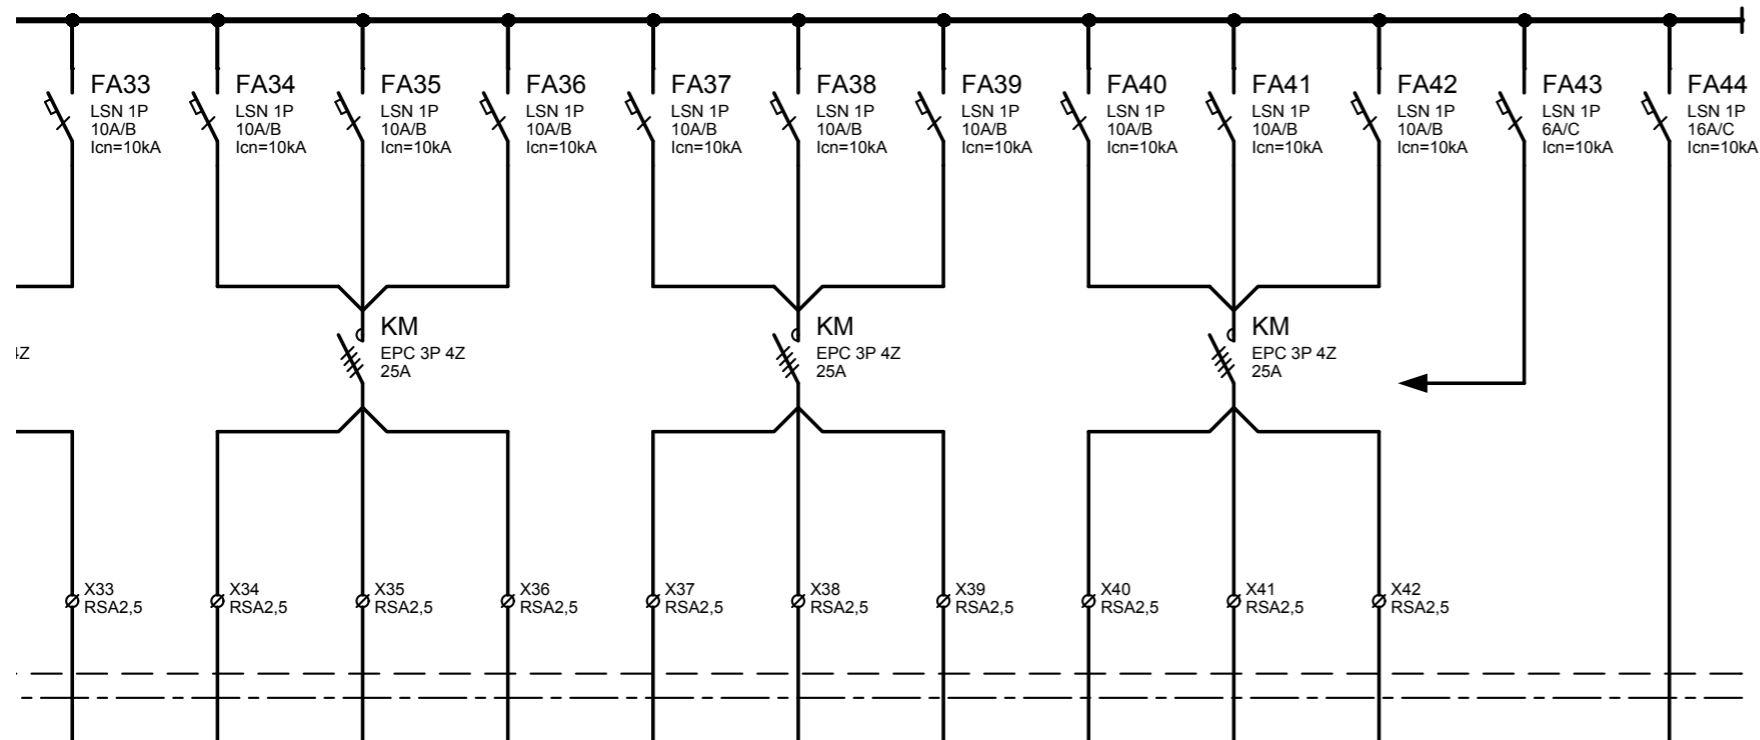 FA33
LSN 1P
10A/B
Icn=10kA
FA34
LSN 1P
10A/B
Icn=10kA
FA35
LSN 1P
10A/B
Icn=10kA
FA36
LSN 1P
10A/B
Icn=10kA
FA37
LSN 1P
10A/B
Icn=10kA
FA38
LSN 1P
10A/B
Icn=10kA
FA39
LSN 1P
10A/B
Icn=10kA
FA40
LSN 1P
10A/B
Icn=10kA
FA41
LSN 1P
10A/B
Icn=10kA
FA42
LSN 1P
10A/B
Icn=10kA
FA43
LSN 1P
6A/C
Icn=10kA
FA44
LSN 1P
16A/C
Icn=10kA
4Z
KM
EPC 3P 4Z
25A
KM
EPC 3P 4Z
25A
KM
EPC 3P 4Z
25A
X33
RSA2,5
X34
RSA2,5
X35
RSA2,5
X36
RSA2,5
X37
RSA2,5
X38
RSA2,5
X39
RSA2,5
X40
RSA2,5
X41
RSA2,5
X42
RSA2,5